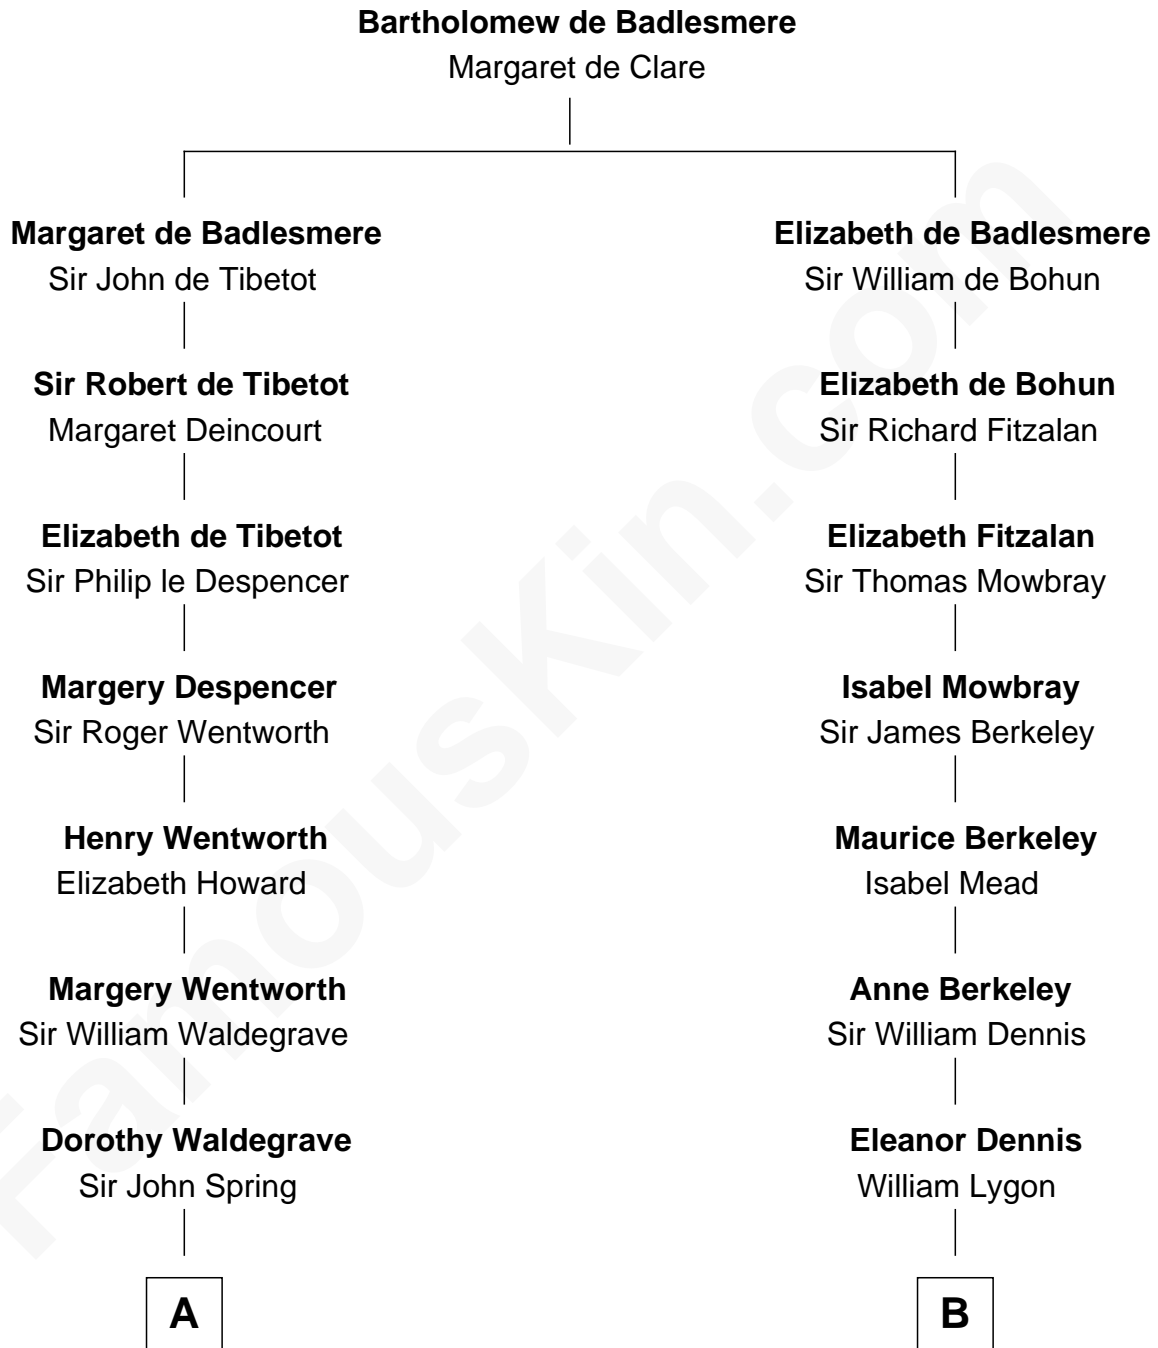 Bartholomew de Badlesmere
Margaret de Clare
Margaret de Badlesmere
Sir John de Tibetot
Sir Robert de Tibetot
Margaret Deincourt
Elizabeth de Tibetot
Sir Philip le Despencer
Margery Despencer
Sir Roger Wentworth
Henry Wentworth
Elizabeth Howard
Margery Wentworth
Sir William Waldegrave
Dorothy Waldegrave
Sir John Spring
A
Elizabeth de Badlesmere
Sir William de Bohun
Elizabeth de Bohun
Sir Richard Fitzalan
Elizabeth Fitzalan
Sir Thomas Mowbray
Isabel Mowbray
Sir James Berkeley
Maurice Berkeley
Isabel Mead
Anne Berkeley
Sir William Dennis
Eleanor Dennis
William Lygon
B
FamousKin.com